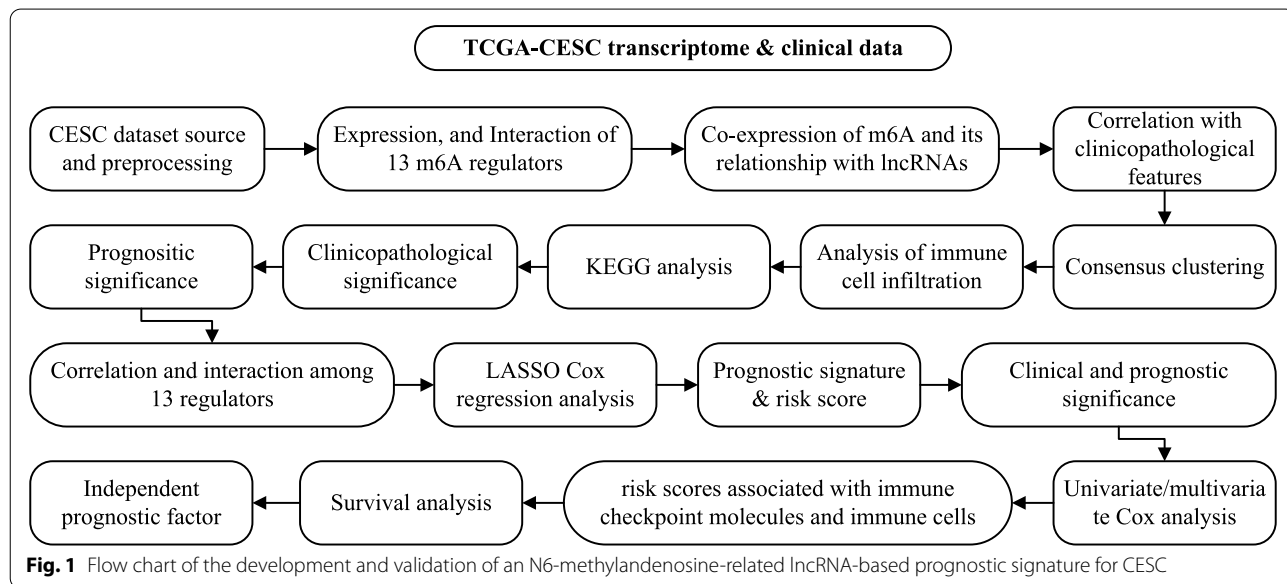 TCGA-CESC transcriptome & clinical data
CESC dataset source
and preprocessing
Expression, and Interaction of
13 m6A regulators
Co-expression of m6A and its
relationship with lncRNAs
Correlation with
clinicopathological
features
Prognositic
significance
Clinicopathological
significance
KEGG analysis
Analysis of immune
cell infiltration
Consensus clustering
Correlation and interaction among
13 regulators
LASSO Cox
regression analysis
Prognostic signature
& risk score
Clinical and prognostic
significance
Independent
prognostic factor
Survival analysis
risk scores associated with immune
checkpoint molecules and immune cells
Univariate/multivaria
te Cox analysis
Fig. 1 Flow chart of the development and validation of an N6-methylandenosine-related lncRNA-based prognostic signature for CESC